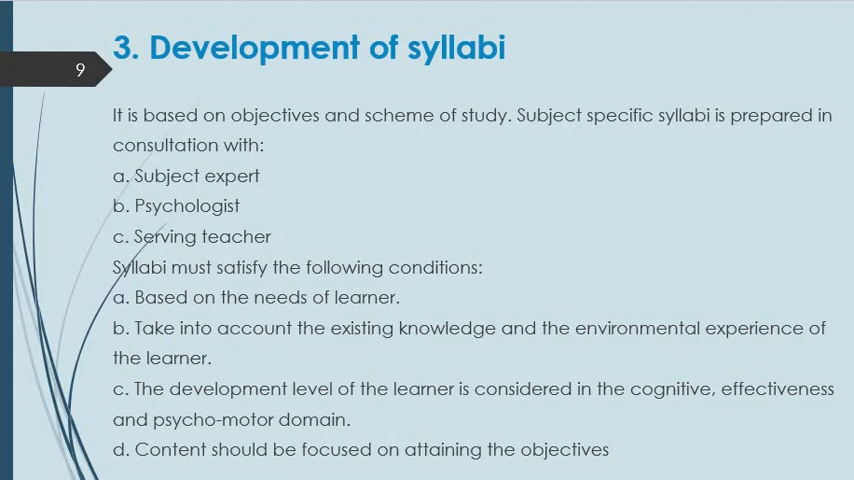 3. Development of syllabi
9
It is based on objectives and scheme of study. Subject specific syllabi is prepared in
consultation with:
a. Subject expert
b. Psychologist
c. Serving teacher
Syllabi must satisfy the following conditions:
a. Based on the needs of learner.
b. Take into account the existing knowledge and the environmental experience of
the learner.
c. The development level of the learner is considered in the cognitive, effectiveness
and psycho-motor domain.
d. Content should be focused on attaining the objectives